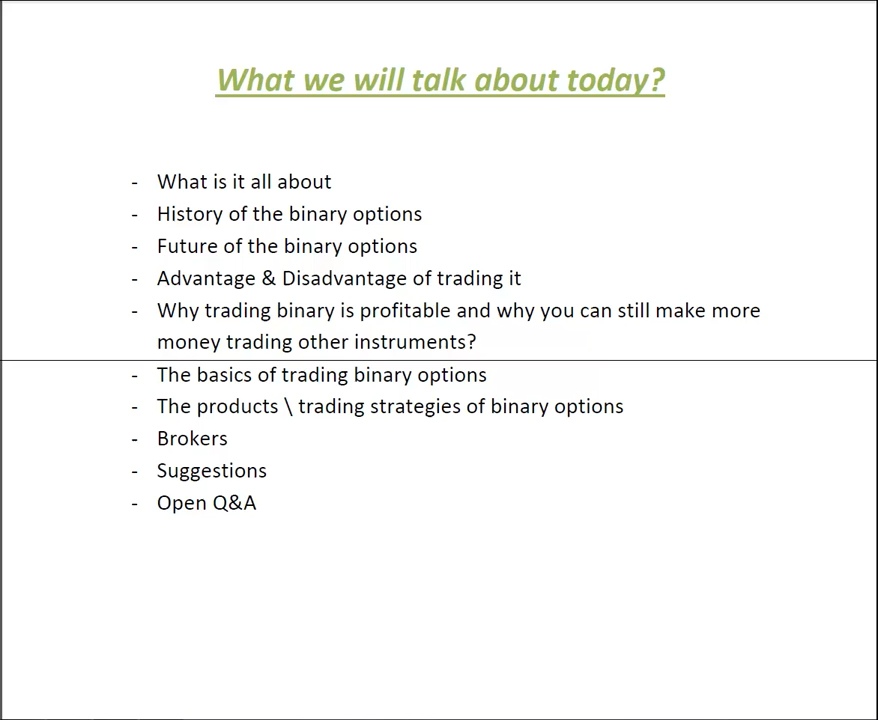 What we will talk about today?
- What is it all about
- History of the binary options
- Future of the binary options
- Advantage & Disadvantage of trading it
- Why trading binary is profitable and why you can still make more
money trading other instruments?
- The basics of trading binary options
- The products \ trading strategies of binary options
- Brokers
- Suggestions
- Open Q&A